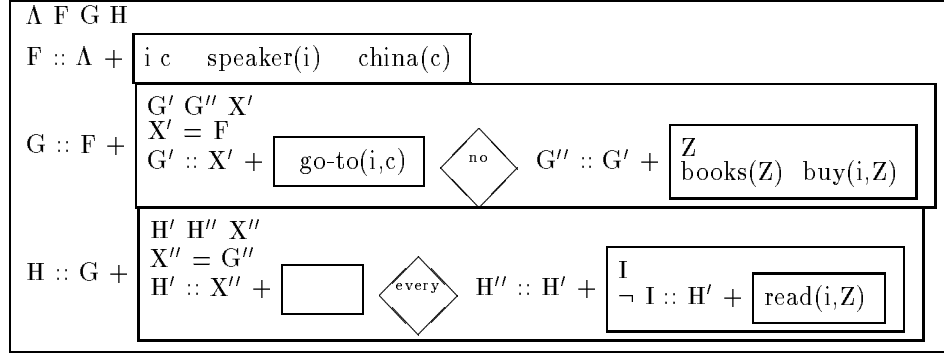 Λ F G H
F :: Λ + i c speaker(i) china(c)
G′ G′′ X′
X′ = F
G :: F + G′ :: X′ + go-to(i,c) no G′′ :: G′ + Z
books(Z) buy(i,Z)
H′ H′′ X′′
X′′ = G′′
H :: G + H′ :: X′′ + every H′′ :: H′ + I
¬ I :: H′ + read(i,Z)